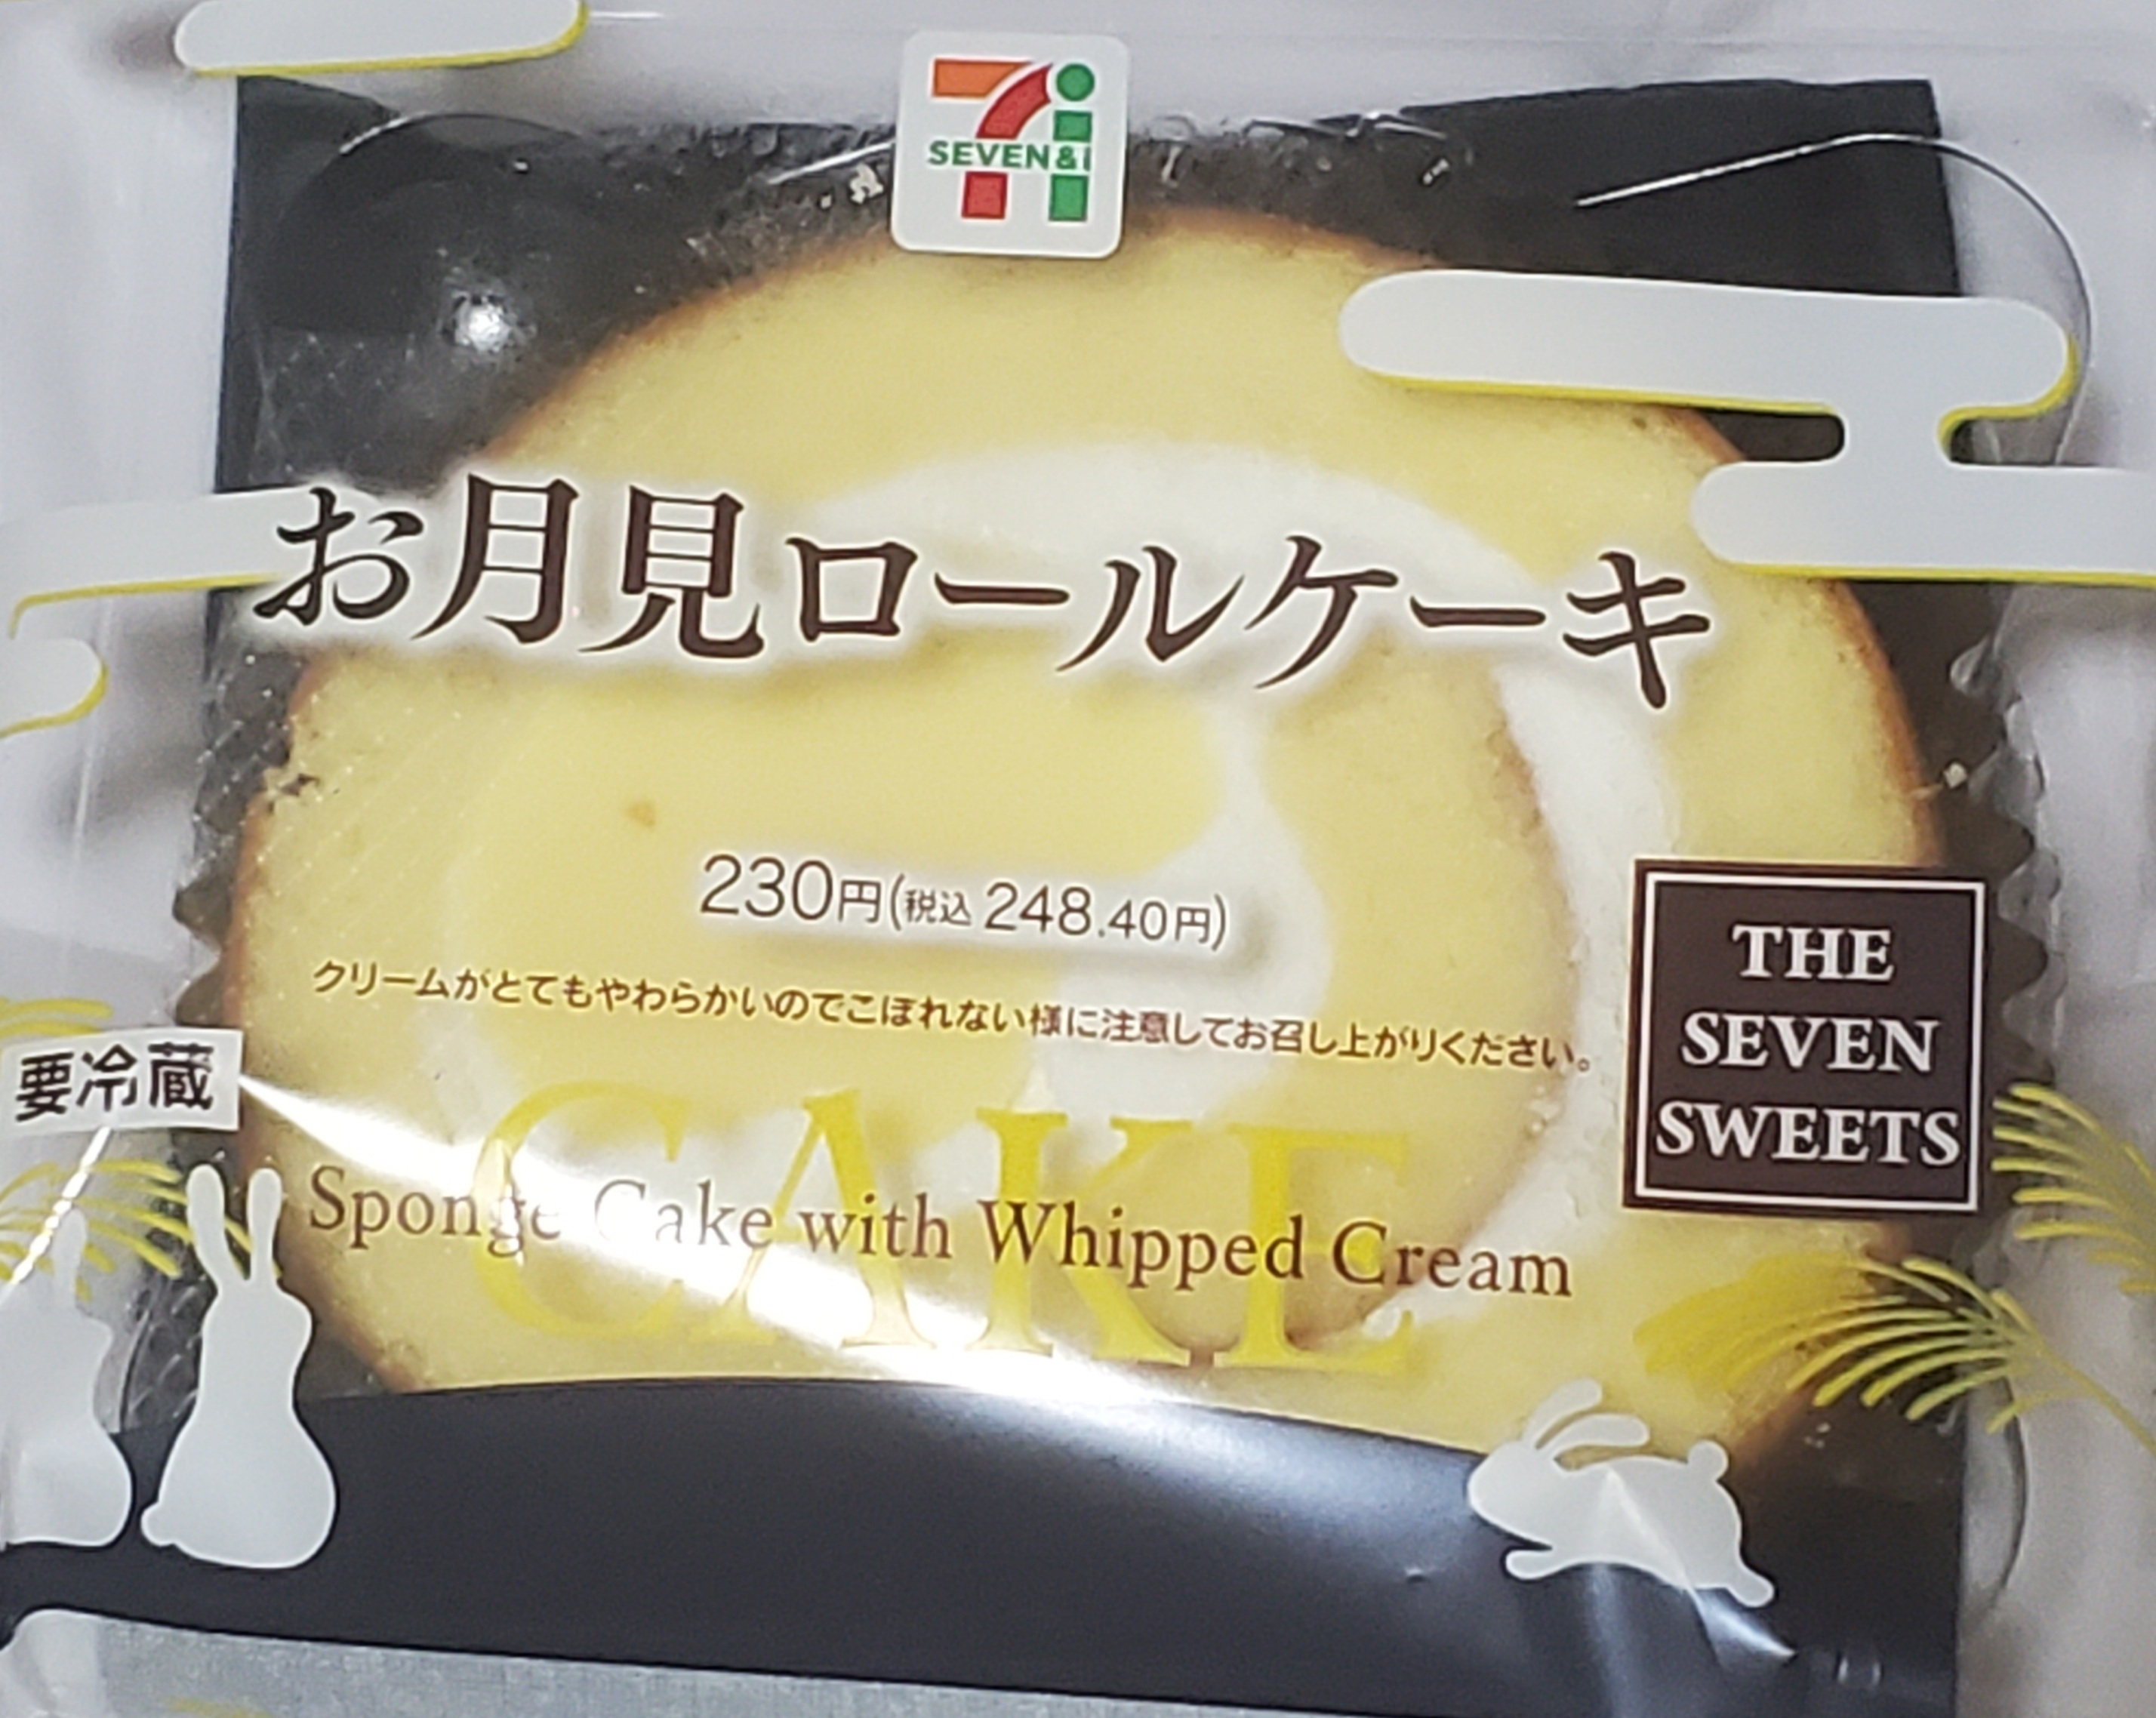 SEVEN&i
お月見ロールケーキ
230円(税込 248.40円)
クリームがとてもやわらかいのでこぼれない様に注意してお召し上がりください。
要冷蔵
THE
SEVEN
SWEETS
CAKE
Sponge Cake with Whipped Cream